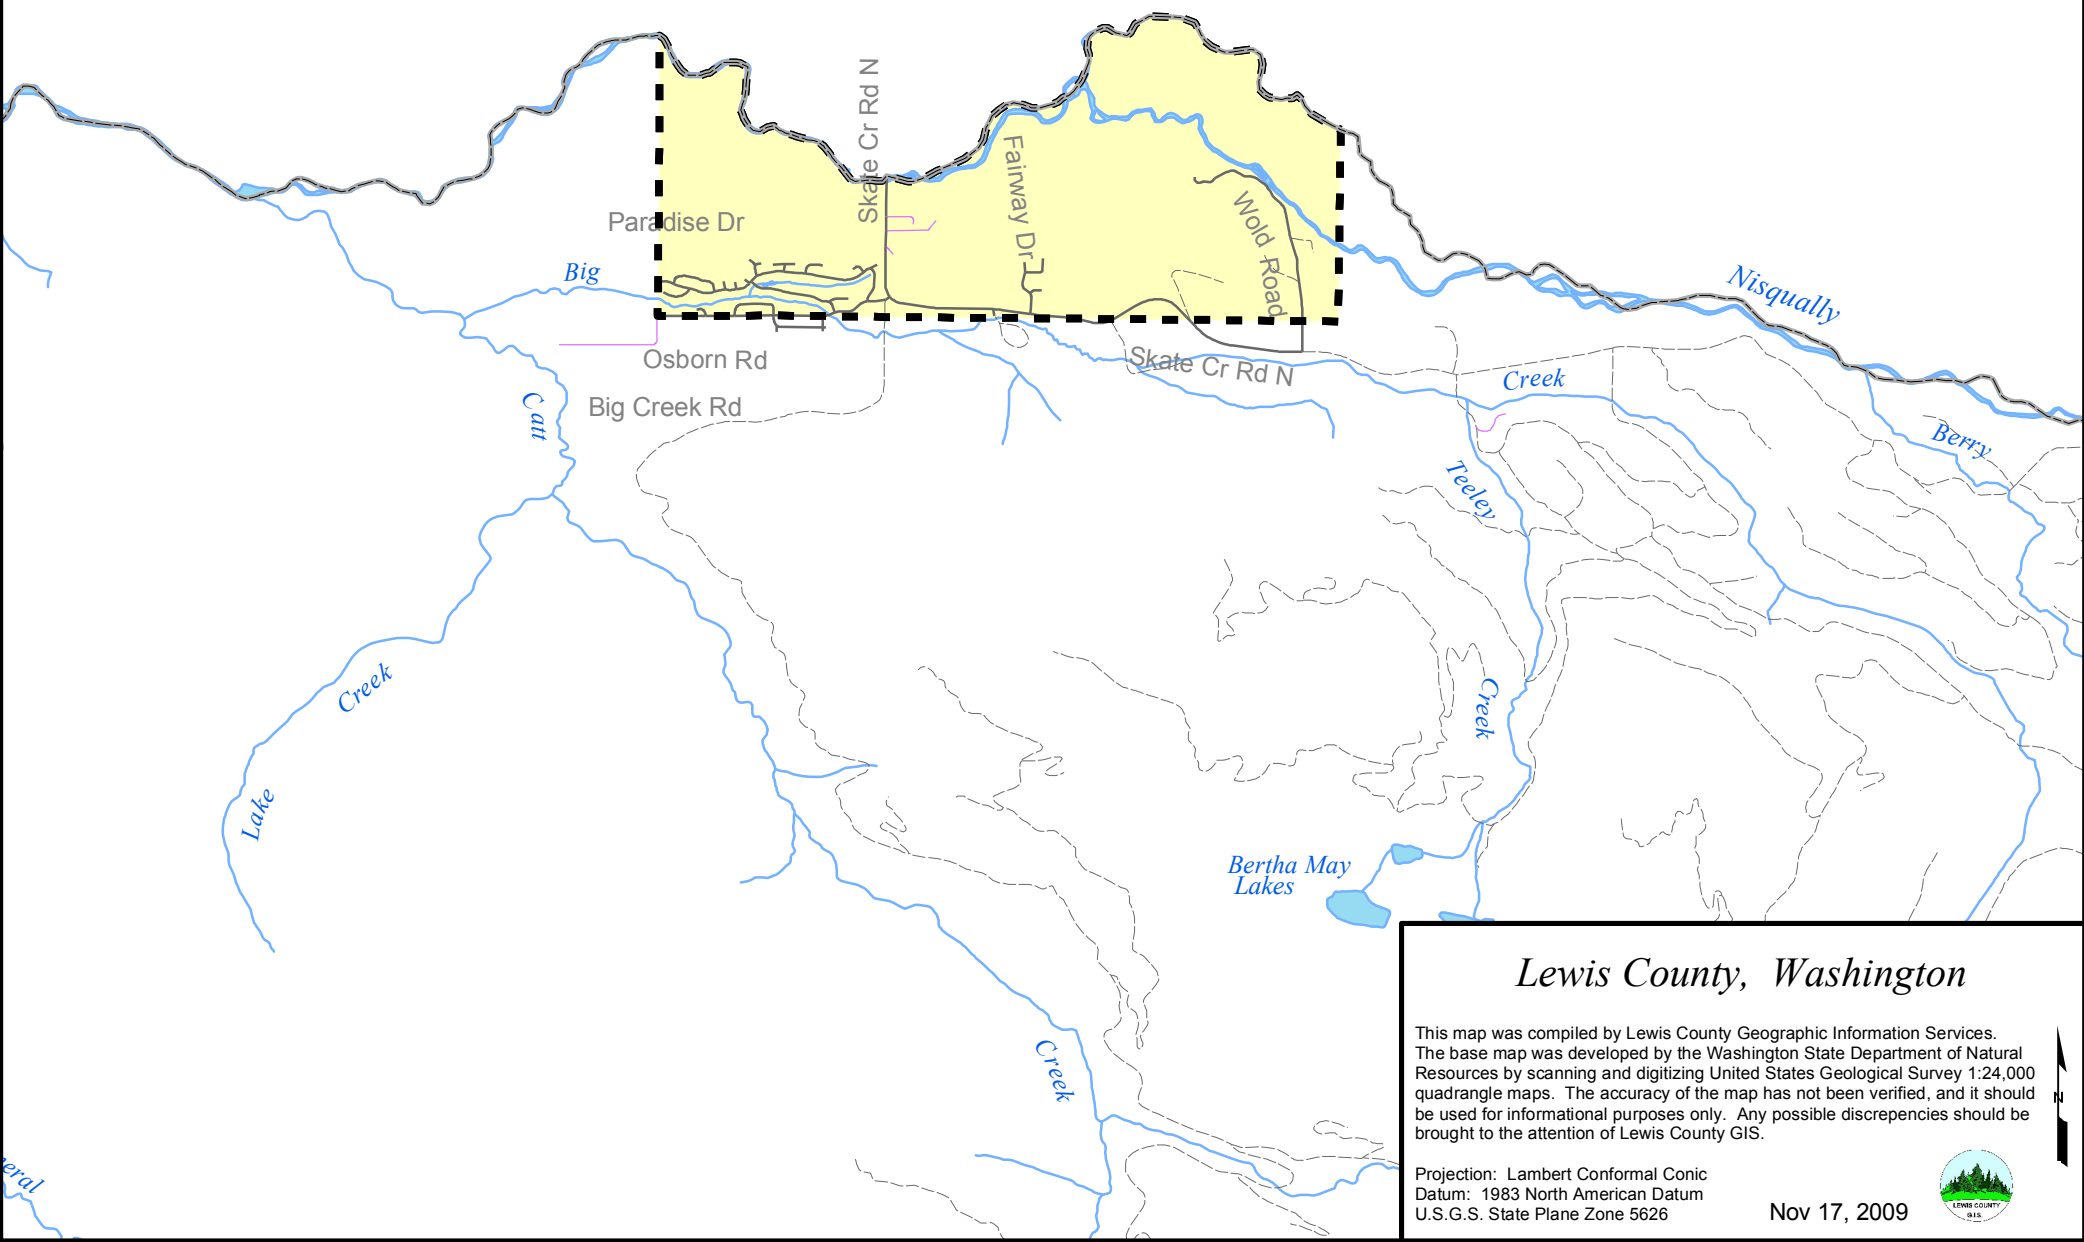 Skate Cr Rd N
Fairway Dr
Wold Road
Paradise Dr
Big
Nisqually
Osborn Rd
Skate Cr Rd N
Creek
Big Creek Rd
Catt
Berry
Teeley
Creek
Creek
Lake
Bertha May
Lakes
Creek
eral
Lewis County, Washington
This map was compiled by Lewis County Geographic Information Services.
The base map was developed by the Washington State Department of Natural
Resources by scanning and digitizing United States Geological Survey 1:24,000
quadrangle maps. The accuracy of the map has not been verified, and it should
be used for informational purposes only. Any possible discrepencies should be
brought to the attention of Lewis County GIS.
N
Projection: Lambert Conformal Conic
Datum: 1983 North American Datum
U.S.G.S. State Plane Zone 5626
Nov 17, 2009
LEWIS COUNTY
G.I.S.